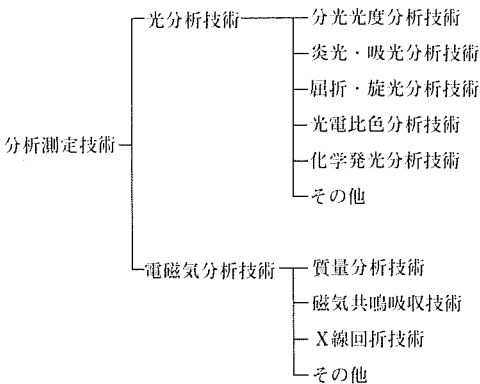 分析測定技術
光分析技術
分光光度分析技術
炎光・吸光分析技術
屈折・旋光分析技術
光電比色分析技術
化学発光分析技術
その他
電磁気分析技術
質量分析技術
磁気共鳴吸収技術
X線回折技術
その他